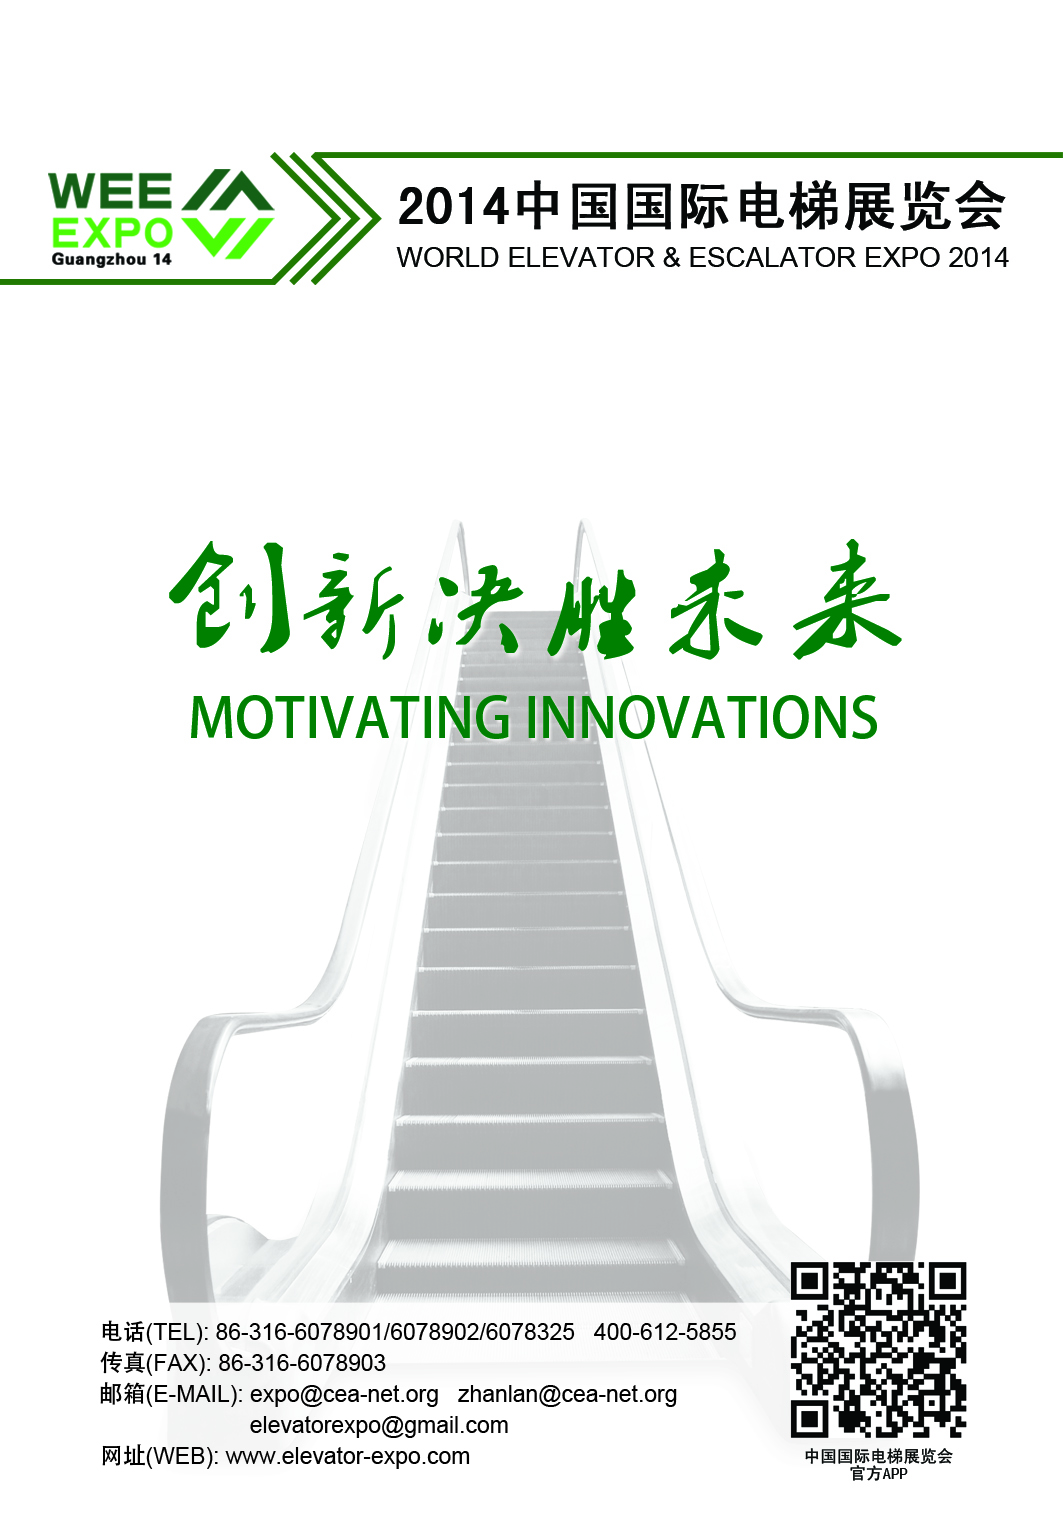 WEE
EXPO
Guangzhou 14
2014中国国际电梯展览会
WORLD ELEVATOR & ESCALATOR EXPO 2014
创新决胜未来
MOTIVATING INNOVATIONS
电话(TEL): 86-316-6078901/6078902/6078325 400-612-5855
传真(FAX): 86-316-6078903
邮箱(E-MAIL): expo@cea-net.org zhanlan@cea-net.org
elevatorexpo@gmail.com
网址(WEB): www.elevator-expo.com
中国国际电梯展览会
官方APP